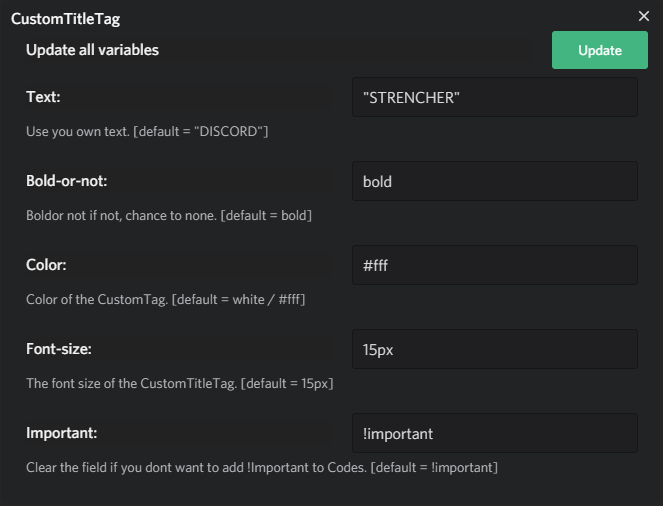 CustomTitleTag
Update all variables
Update
Text:
"STRENCHER"
Use you own text. [default = "DISCORD"]
Bold-or-not:
bold
Boldor not if not, chance to none. [default = bold]
Color:
#fff
Color of the CustomTag. [default = white / #fff]
Font-size:
15px
The font size of the CustomTitleTag. [default = 15px]
Important:
!important
Clear the field if you dont want to add !Important to Codes. [default = !important]